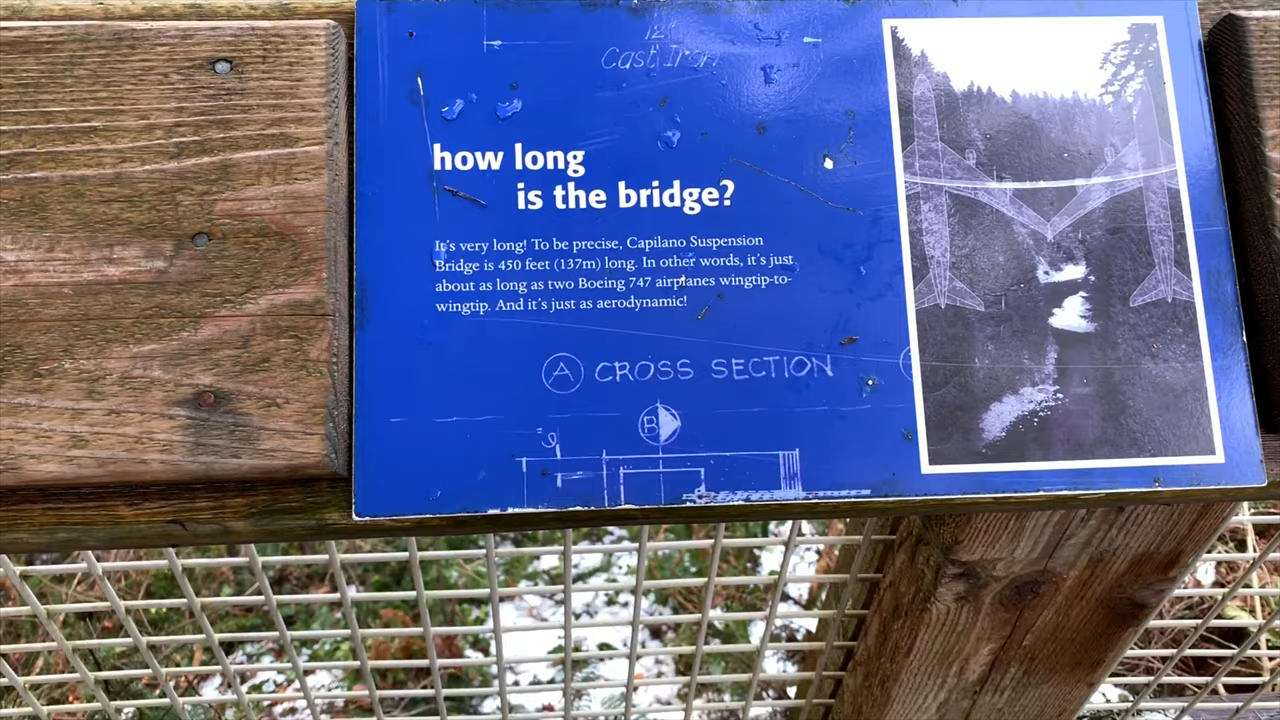 Cast Iron
how long
is the bridge?
It's very long! To be precise, Capilano Suspension
Bridge is 450 feet (137m) long. In other words, it's just
about as long as two Boeing 747 airplanes wingtip-to-
wingtip. And it's just as aerodynamic!
A CROSS SECTION
B